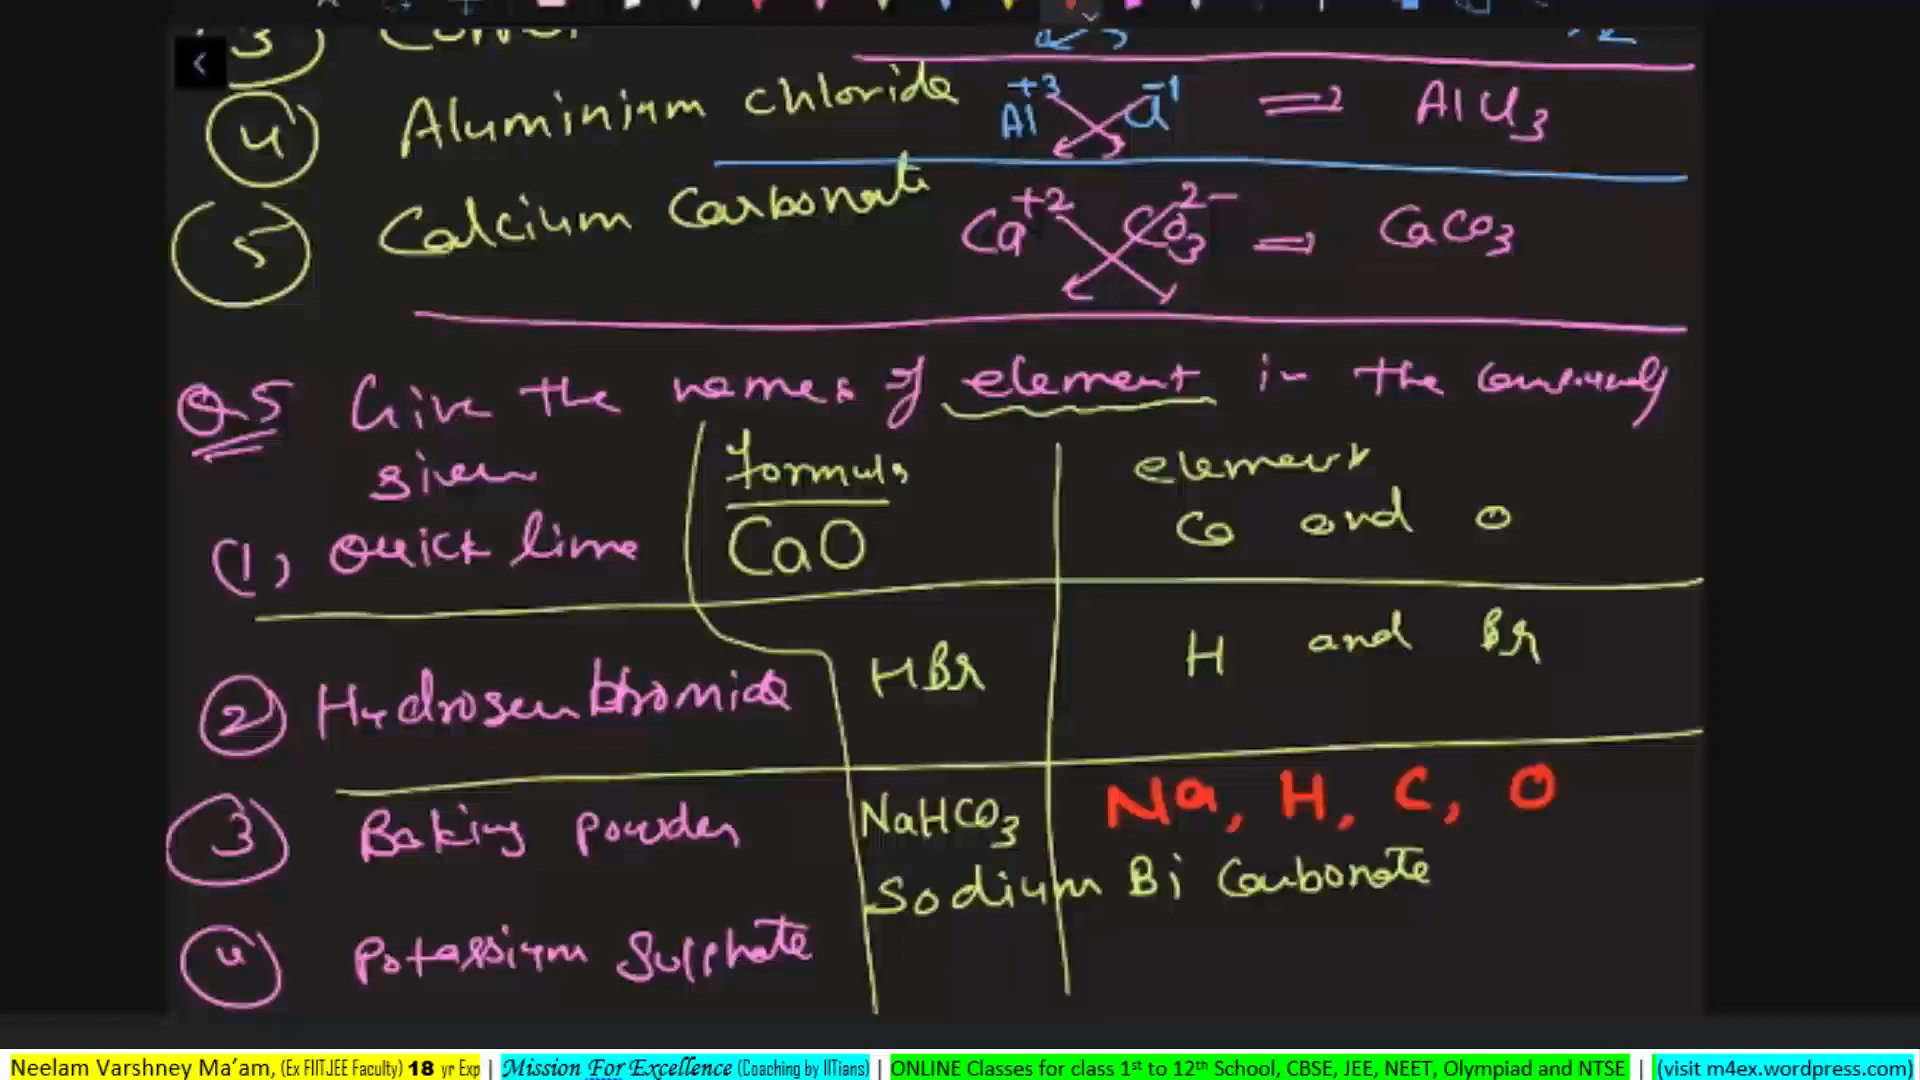 3
④ Aluminium chloride Al+3 Cl-1 ⇒ AlCl3
⑤ Calcium Carbonate Ca+2 CO3 2- ⇒ CaCO3
Q5 Give the names of element in the
given formula element
(1) Quick lime CaO Ca and O
② Hydrogen bromide HBr H and Br
③ Baking powder NaHCO3 Na, H, C, O
Sodium Bi Carbonate
④ Potassium Sulphate
Neelam Varshney Ma'am, (Ex FIITJEE Faculty) 18 yr Exp | Mission For Excellence (Coaching by IITians) | ONLINE Classes for class 1st to 12th School, CBSE, JEE, NEET, Olympiad and NTSE | (visit m4ex.wordpress.com)